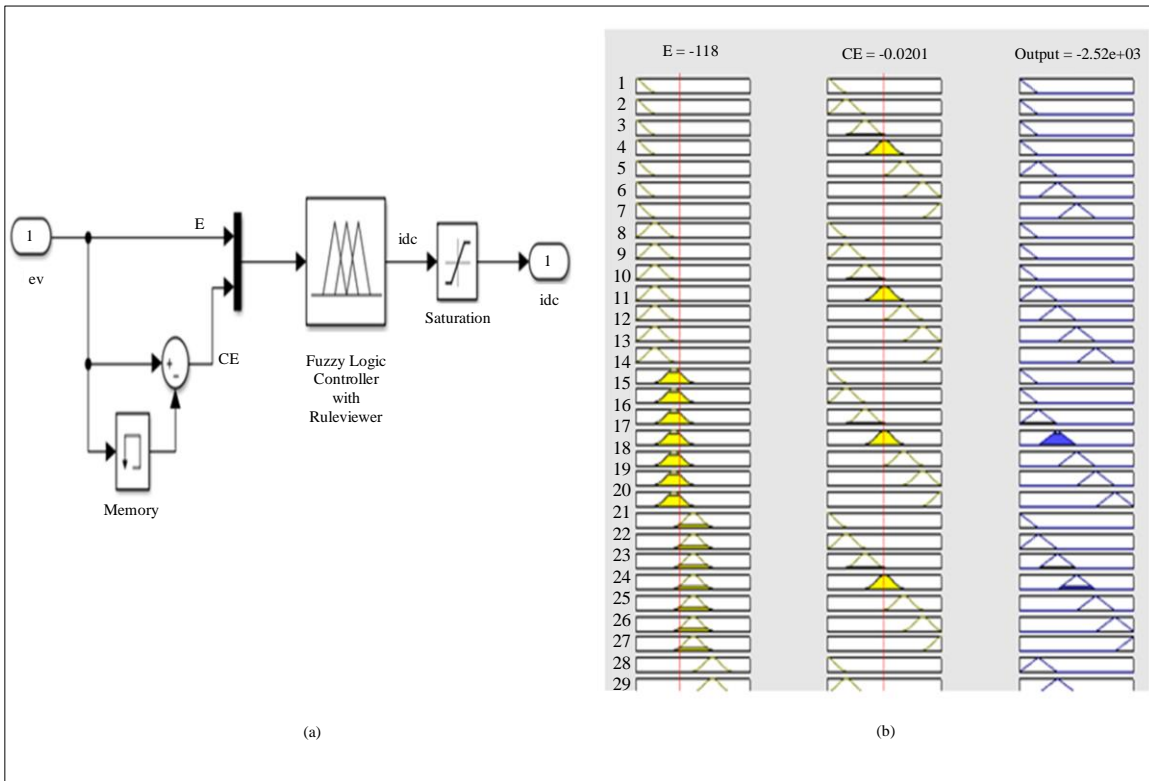 E
1
ev
+
-
CE
Memory
Fuzzy Logic
Controller
with
Ruleviewer
idc
Saturation
1
idc
(a)
E = -118
CE = -0.0201
Output = -2.52e+03
1
2
3
4
5
6
7
8
9
10
11
12
13
14
15
16
17
18
19
20
21
22
23
24
25
26
27
28
29
(b)